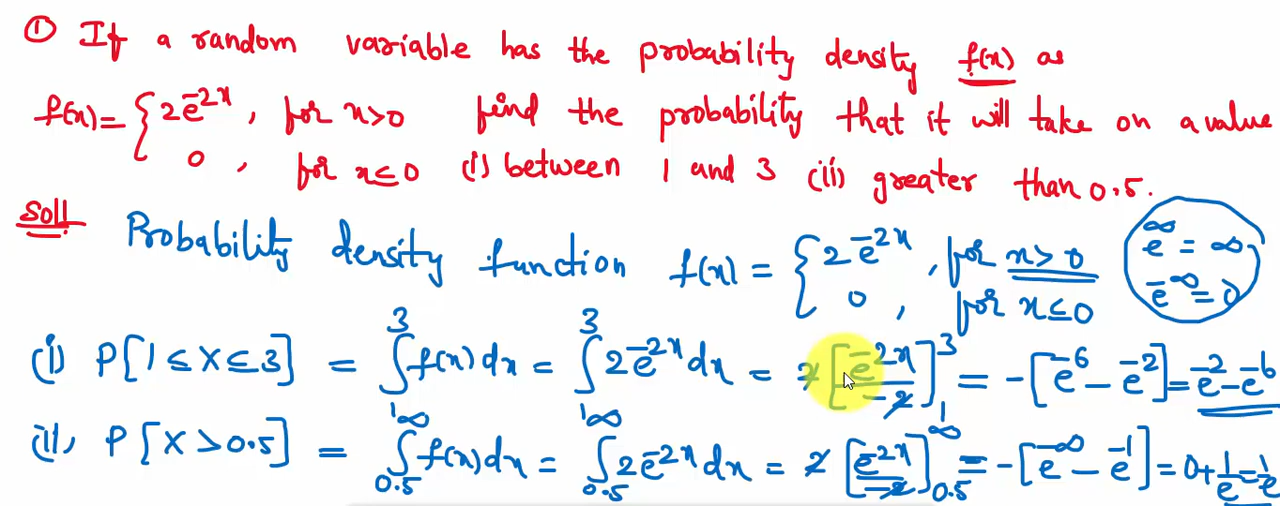 ① If a random variable has the probability density f(x) as
f(x) = { 2e^{-2x}, for x>0 find the probability that it will take on a value
0, for x≤0 (i) between 1 and 3 (ii) greater than 0.5.
Soll
Probability density function f(x) = { 2e^{-2x}, for x>0
0, for x≤0
e^{∞} = ∞
e^{-∞} = 0
(i) P[1≤X≤3] = ∫_{1}^{3} f(x)dx = ∫_{1}^{3} 2e^{-2x}dx = 2[e^{-2x}/-2]_{1}^{3} = -[e^{-6} - e^{-2}] = e^{-2} - e^{-6}
(ii) P[X>0.5] = ∫_{0.5}^{∞} f(x)dx = ∫_{0.5}^{∞} 2e^{-2x}dx = 2[e^{-2x}/-2]_{0.5}^{∞} = -[e^{-∞} - e^{-1}] = 0+1/e=1/e